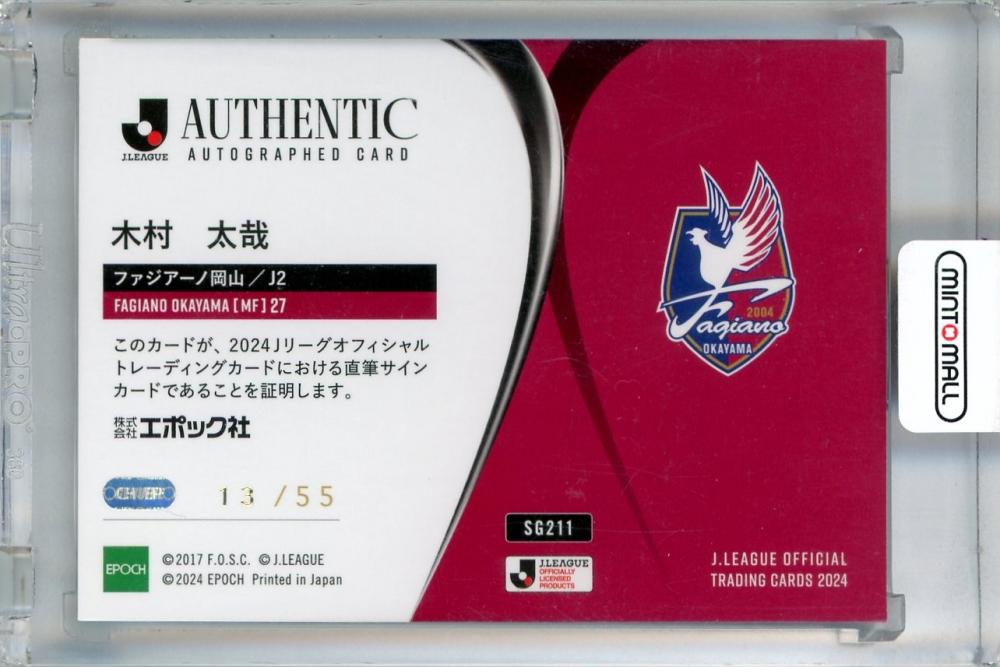 J.LEAGUE
AUTHENTIC
AUTOGRAPHED CARD
木村　太哉
ファジアーノ岡山／J2
FAGIANO OKAYAMA [MF] 27
このカードが、2024Jリーグオフィシャル
トレーディングカードにおける直筆サイン
カードであることを証明します。
株式会社エポック社
13 /55
EPOCH
©2017 F.O.S.C. ©J.LEAGUE
©2024 EPOCH Printed in Japan
2004
Fagiano
OKAYAMA
SG211
J.LEAGUE
OFFICIALLY
LICENSED
PRODUCTS
J.LEAGUE OFFICIAL
TRADING CARDS 2024
MINT MALL
Ultra PRO